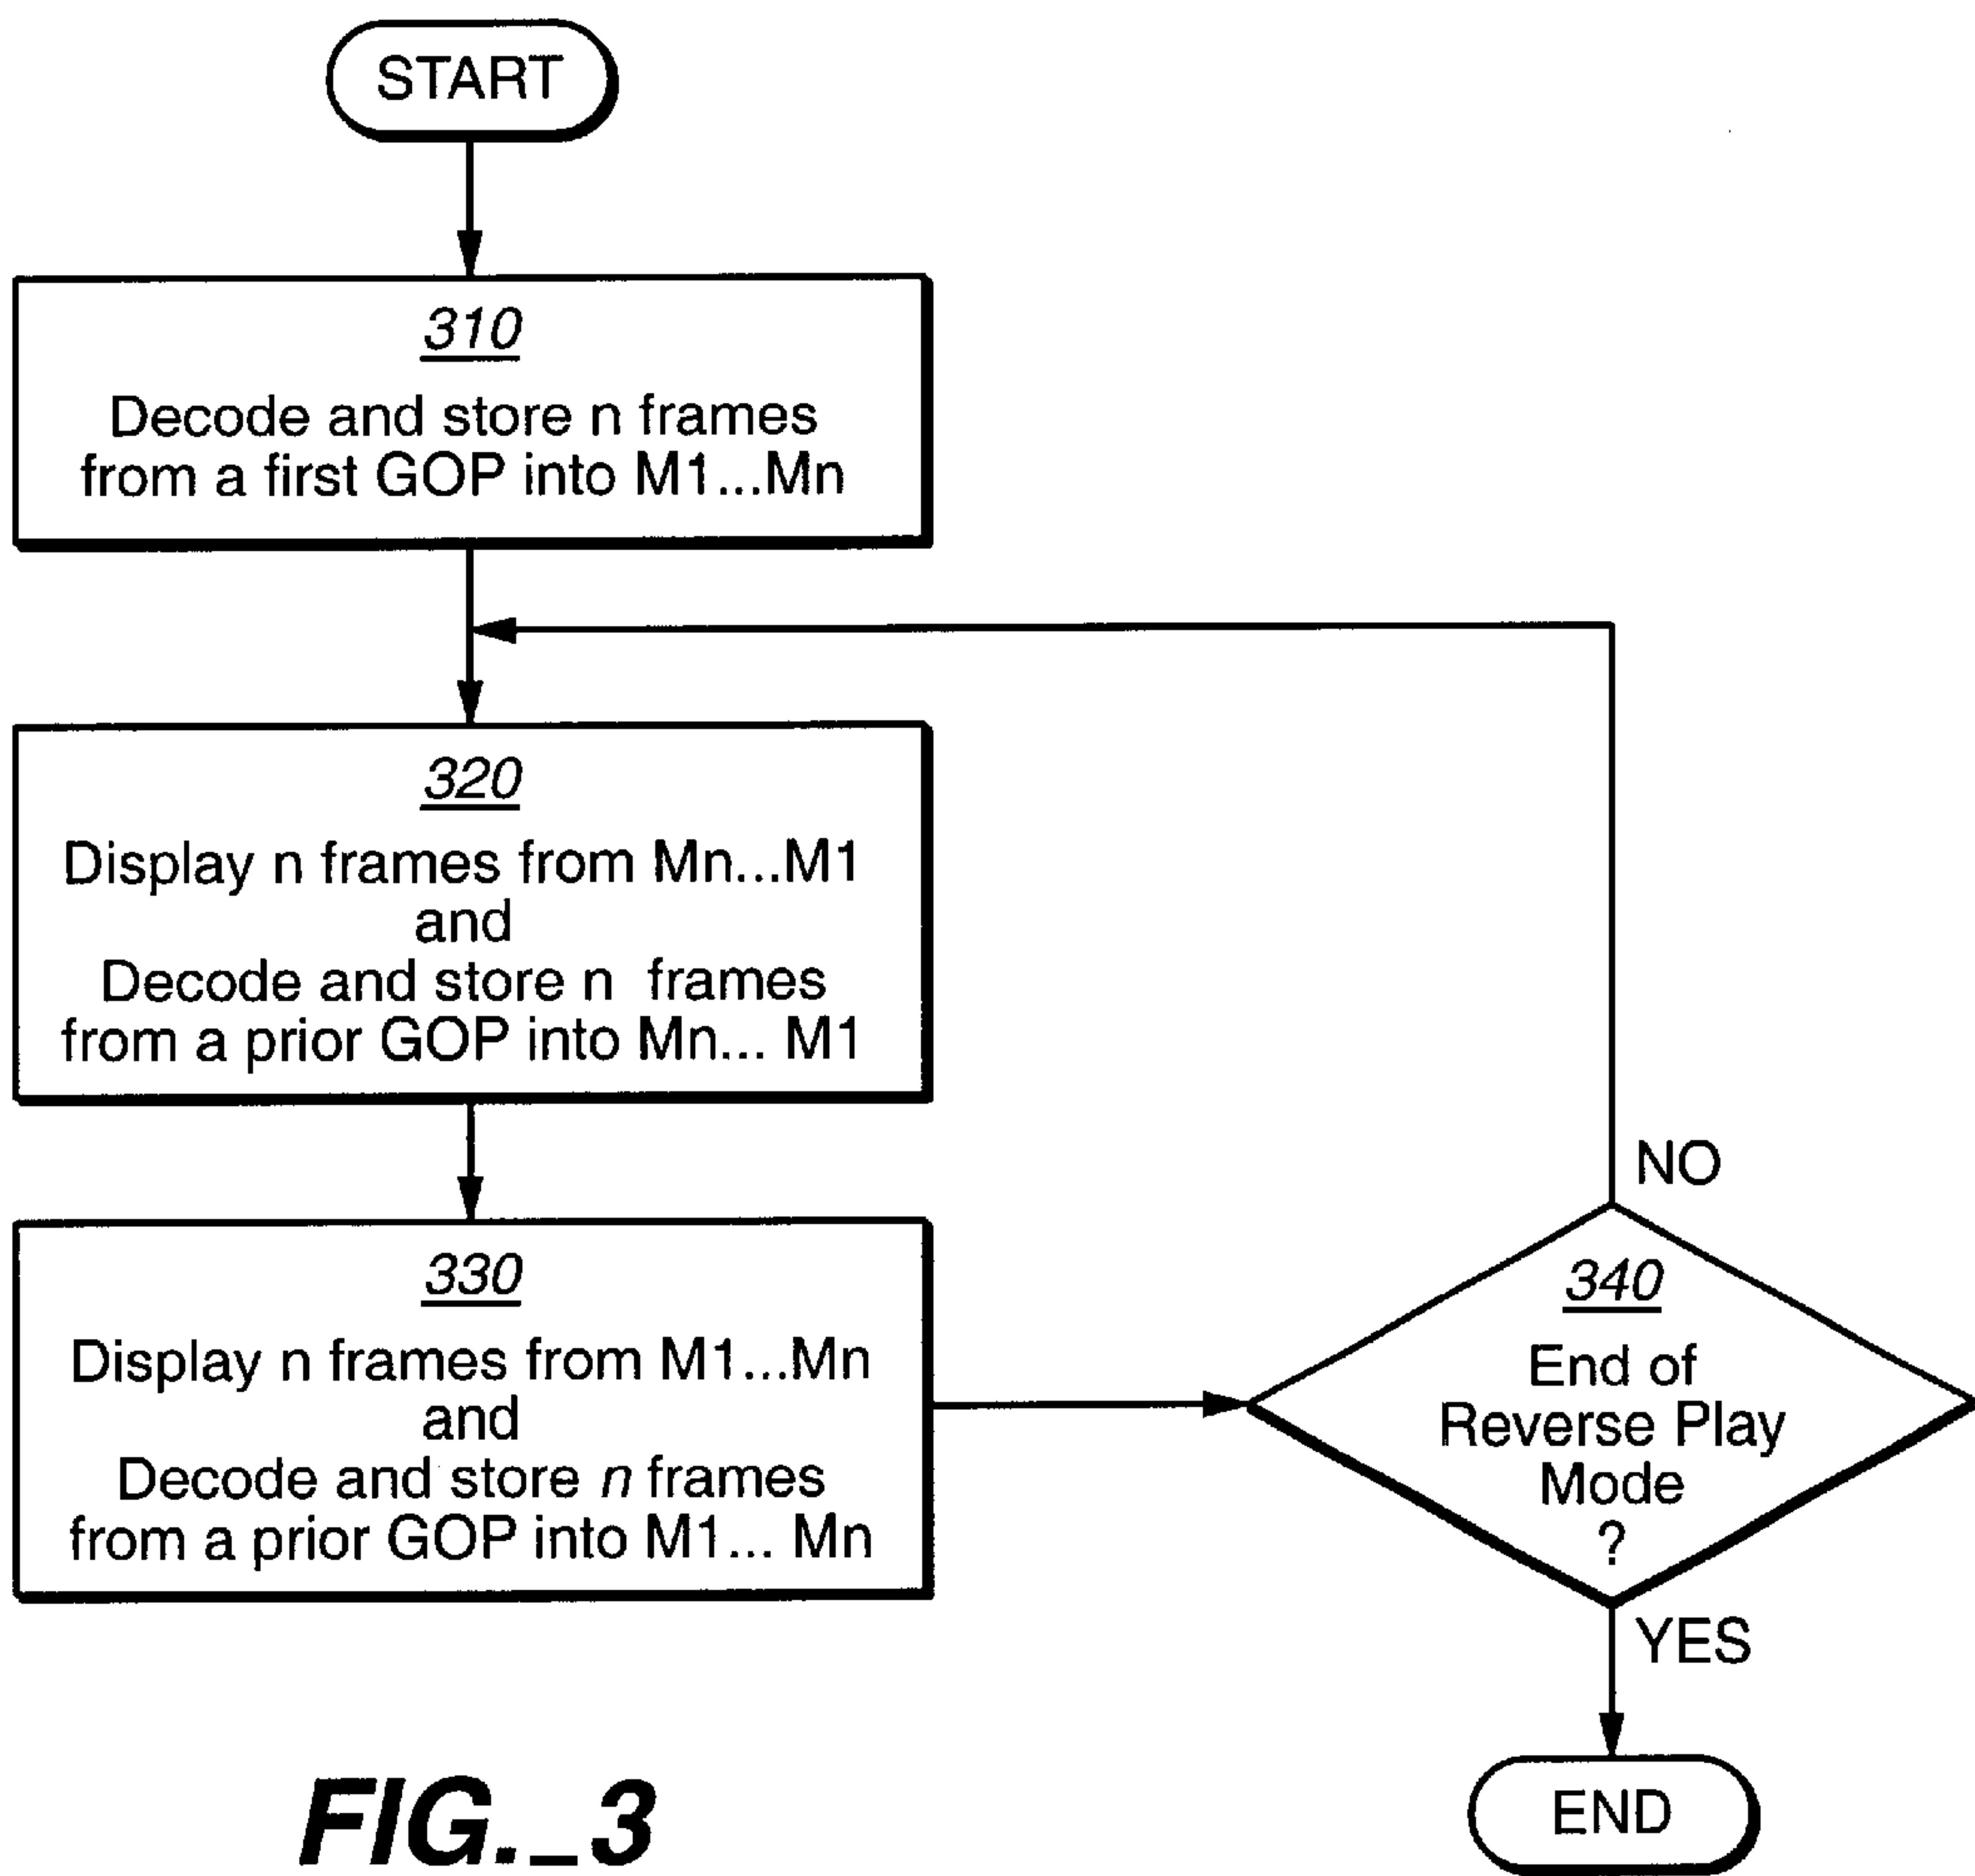 START
310
Decode and store n frames
from a first GOP into M1...Mn
320
Display n frames from Mn...M1
and
Decode and store n frames
from a prior GOP into Mn... M1
330
Display n frames from M1...Mn
and
Decode and store n frames
from a prior GOP into M1... Mn
NO
340
End of
Reverse Play
Mode
?
YES
END
FIG._3